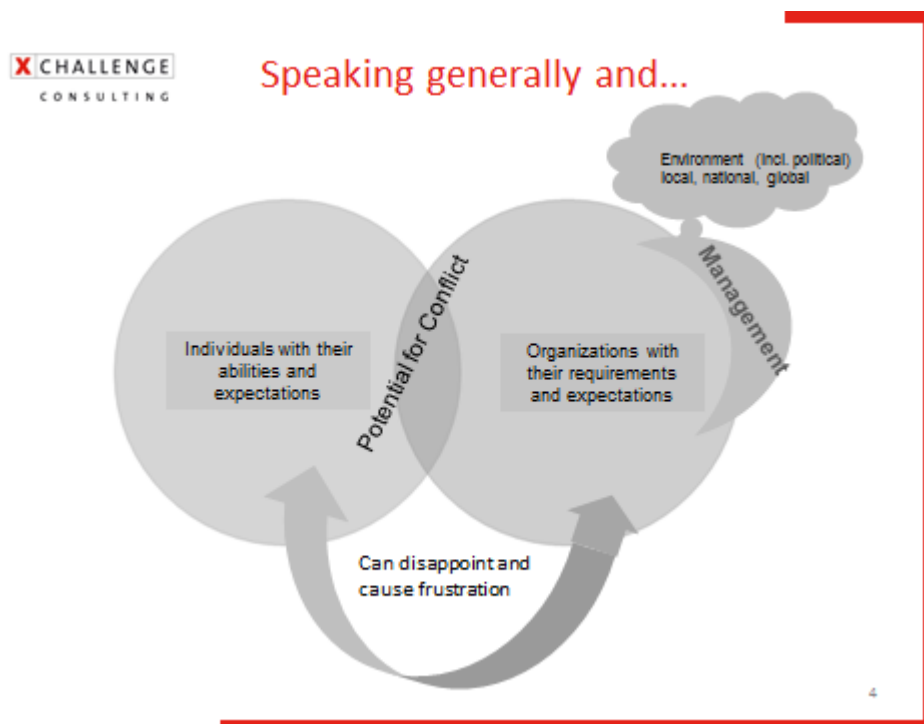 X CHALLENGE
CONSULTING
Speaking generally and...
Environment (Incl. political)
local, national, global
Management
Potential for Conflict
Individuals with their
abilities and
expectations
Organizations with
their requirements
and expectations
Can disappoint and
cause frustration
4